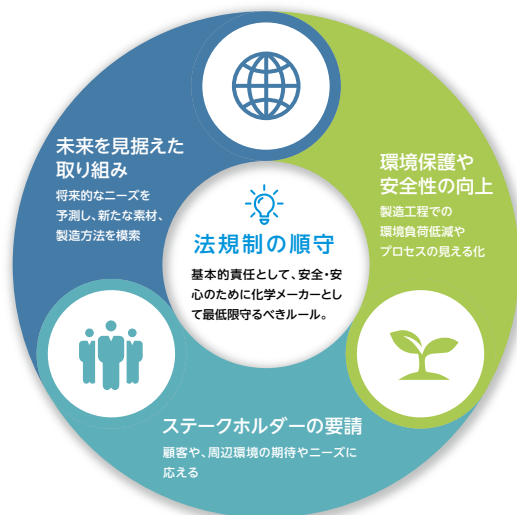 未来を見据えた
取り組み
将来的なニーズを
予測し、新たな素材、
製造方法を模索
環境保護や
安全性の向上
製造工程での
環境負荷低減や
プロセスの見える化
法規制の順守
基本的責任として、安全・安
心のために化学メーカーとし
て最低限守るべきルール。
ステークホルダーの要請
顧客や、周辺環境の期待やニーズに
応える